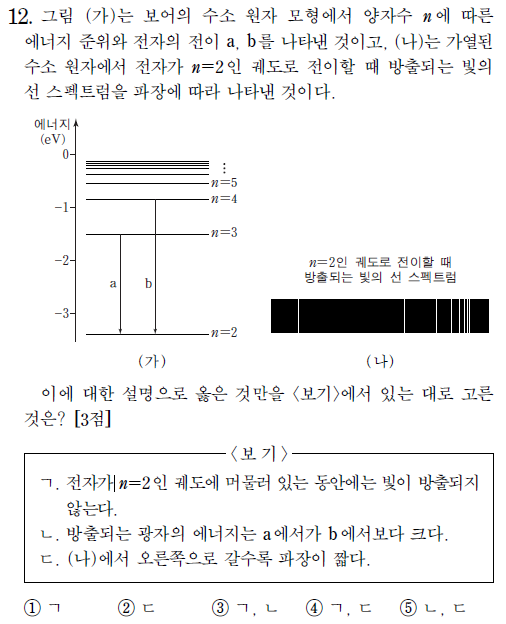 12. 그림 (가)는 보어의 수소 원자 모형에서 양자수 n에 따른
에너지 준위와 전자의 전이 a, b를 나타낸 것이고, (나)는 가열된
수소 원자에서 전자가 n=2인 궤도로 전이할 때 방출되는 빛의
선 스펙트럼을 파장에 따라 나타낸 것이다.
에너지
(eV)
0
-1
-2
-3
⋮
n=5
n=4
n=3
n=2
a
b
(가)
n=2인 궤도로 전이할 때
방출되는 빛의 선 스펙트럼
(나)
이에 대한 설명으로 옳은 것만을 〈보기〉에서 있는 대로 고른
것은? [3점]
〈보 기〉
ㄱ. 전자가 n=2인 궤도에 머물러 있는 동안에는 빛이 방출되지
않는다.
ㄴ. 방출되는 광자의 에너지는 a에서가 b에서보다 크다.
ㄷ. (나)에서 오른쪽으로 갈수록 파장이 짧다.
① ㄱ ② ㄷ ③ ㄱ, ㄴ ④ ㄱ, ㄷ ⑤ ㄴ, ㄷ